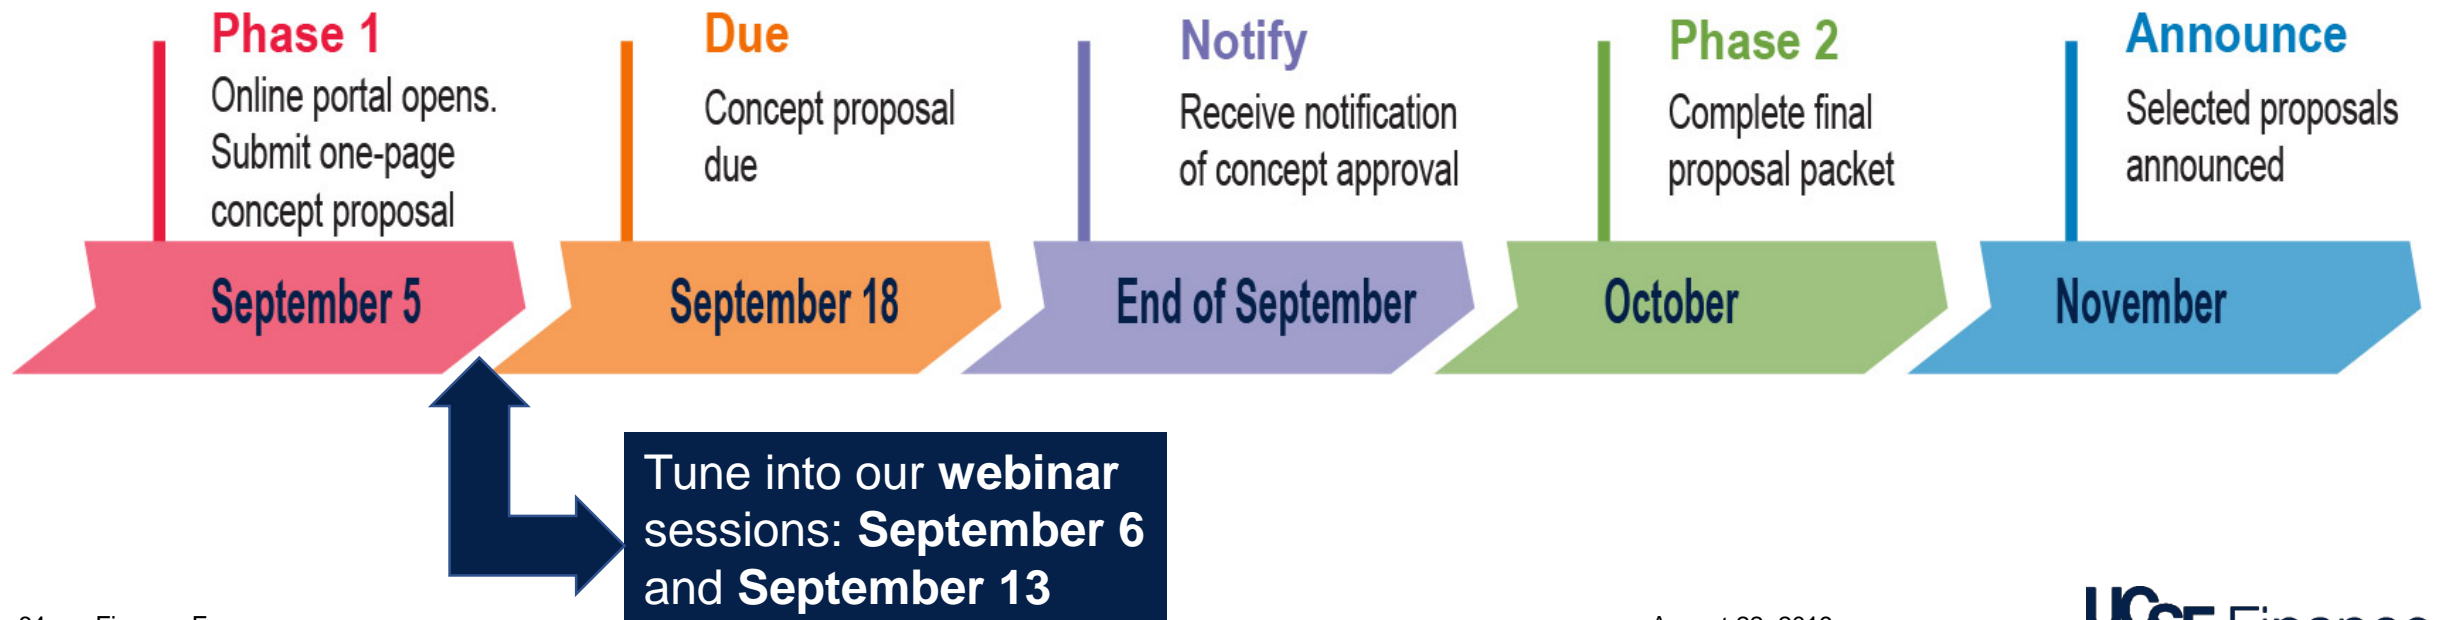 Phase 1
Online portal opens.
Submit one-page
concept proposal
September 5
Due
Concept proposal
due
September 18
Notify
Receive notification
of concept approval
End of September
Phase 2
Complete final
proposal packet
October
Announce
Selected proposals
announced
November
Tune into our webinar
sessions: September 6
and September 13
UCSF Finance